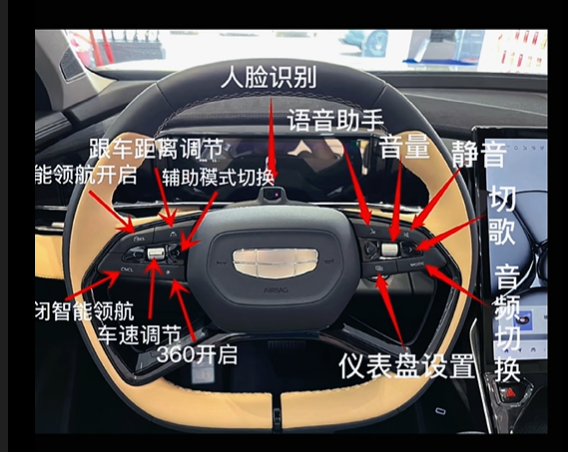 人脸识别
语音助手
跟车距离调节
音量
静音
能领航开启
辅助模式切换
切歌
闭智能领航
车速调节
360开启
仪表盘设置
音频切换
AIRBAG